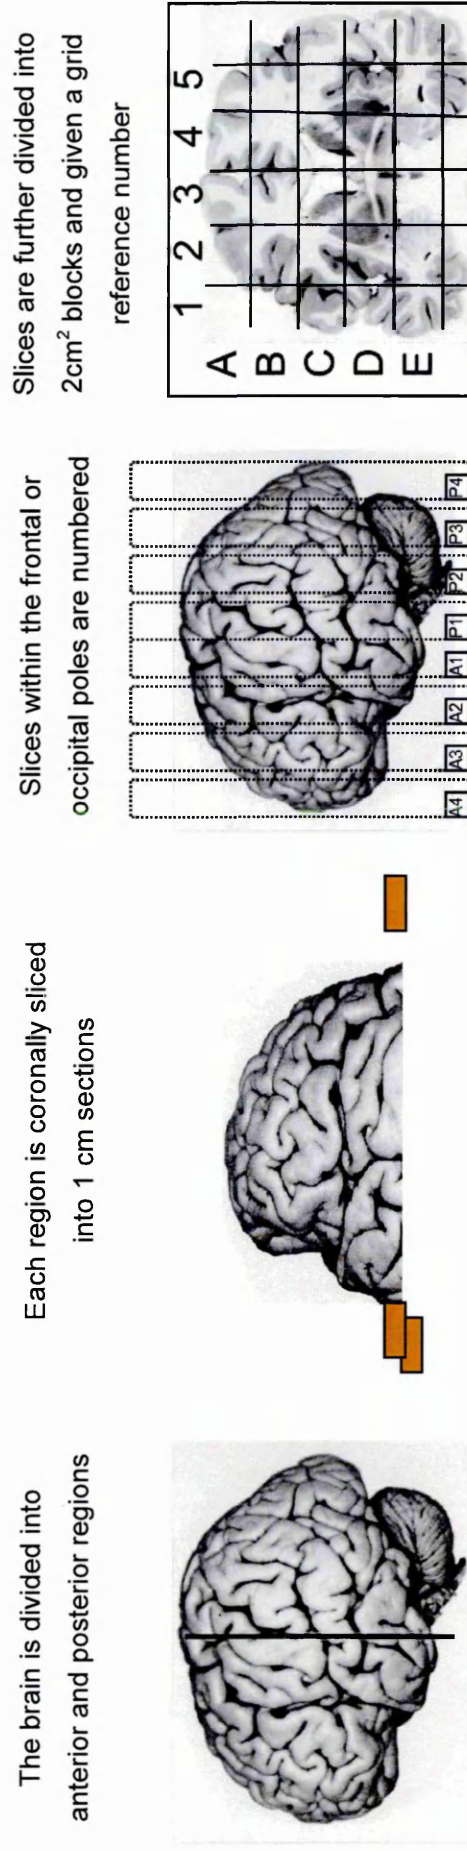 The brain is divided into
anterior and posterior regions
Each region is coronally sliced
into 1 cm sections
Slices within the frontal or
occipital poles are numbered
A4 A3 A2 A1 P1 P2 P3 P4
Slices are further divided into
2cm² blocks and given a grid
reference number
1 2 3 4 5
A
B
C
D
E